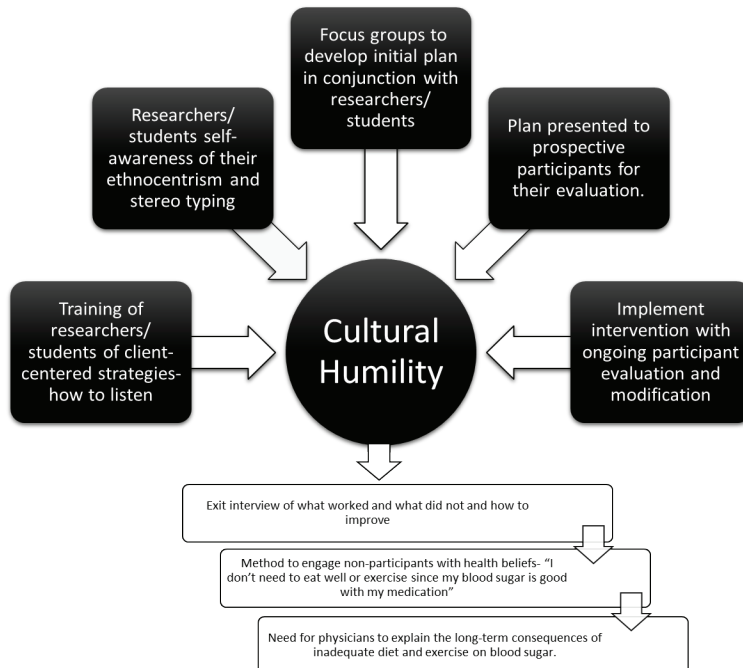 Training of
researchers/
students of client-
centered strategies-
how to listen
Researchers/
students self-
awareness of their
ethnocentrism and
stereo typing
Focus groups to
develop initial plan
in conjunction with
researchers/
students
Plan presented to
prospective
participants for
their evaluation.
Implement
intervention with
ongoing participant
evaluation and
modification
Cultural
Humility
Exit interview of what worked and what did not and how to
improve
Method to engage non-participants with health beliefs- “I
don’t need to eat well or exercise since my blood sugar is good
with my medication”
Need for physicians to explain the long-term consequences of
inadequate diet and exercise on blood sugar.